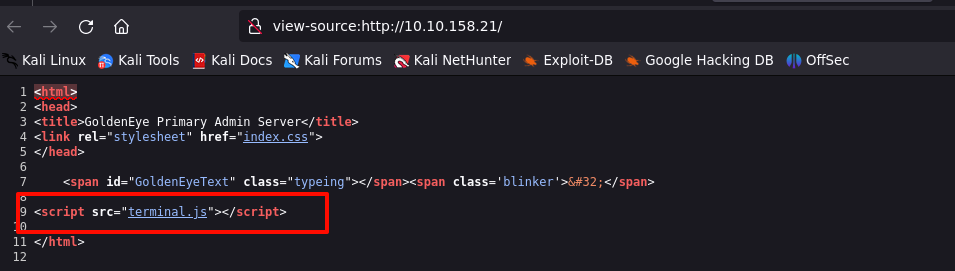 view-source:http://10.10.158.21/
Kali Linux Kali Tools Kali Docs Kali Forums Kali NetHunter Exploit-DB Google Hacking DB OffSec
1 <html>
2 <head>
3 <title>GoldenEye Primary Admin Server</title>
4 <link rel="stylesheet" href="index.css">
5 </head>
6
7 <span id="GoldenEyeText" class="typing"></span><span class='blinker'>&#32;</span>
8
9 <script src="terminal.js"></script>
10
11 </html>
12